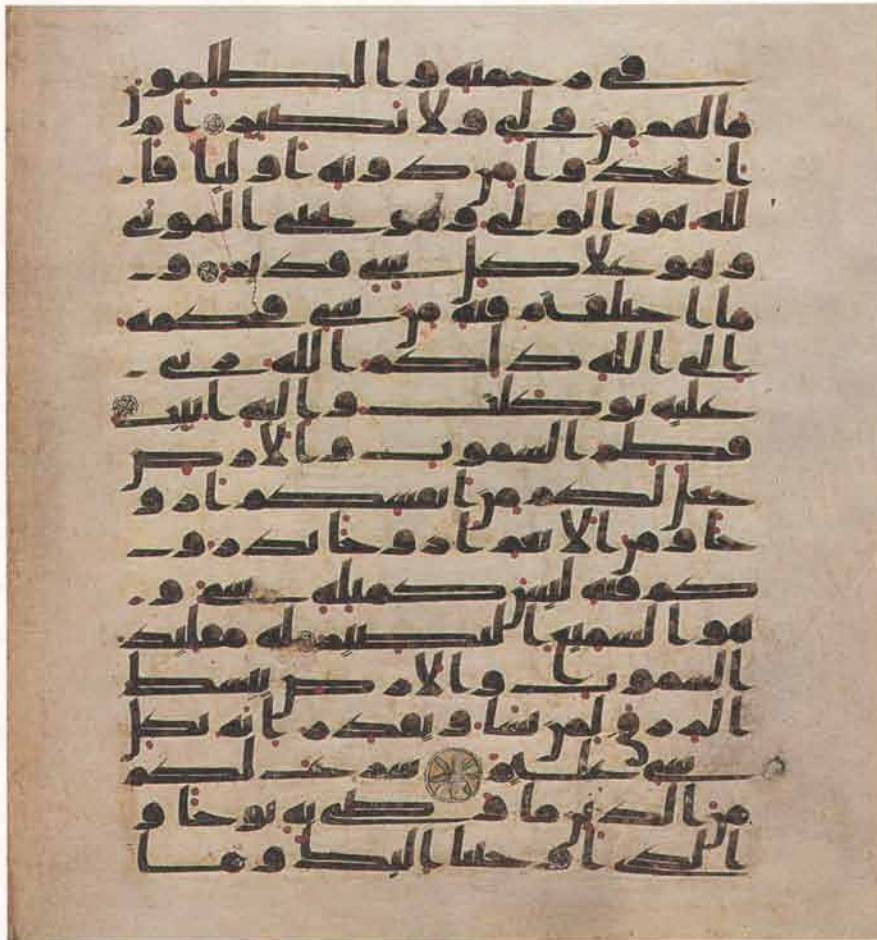 في رحمته والظلمون
ما لهم من ولي ولا نصير ام
اتخذوا من دونه اوليا فا
لله هو الولي وهو يحيى الموتى
وهو علا كل شي قدير و
ما اختلفتم فيه من شي فحكمه
الى الله ذلكم الله ربي
عليه توكلت واليه انيب
فطر السموت والارض
جعل لكم من انفسكم ازو
جا ومن الانعم ازوجا يذرو
كم فيه ليس كمثله شي و
هو السميع البصير له مقليد
السموت والارض يبسط
الرزق لمن يشا ويقدر انه بكل
شي عليم شرع لكم
من الدين ما وصى به نوحا و
الذي اوحينا اليك وما